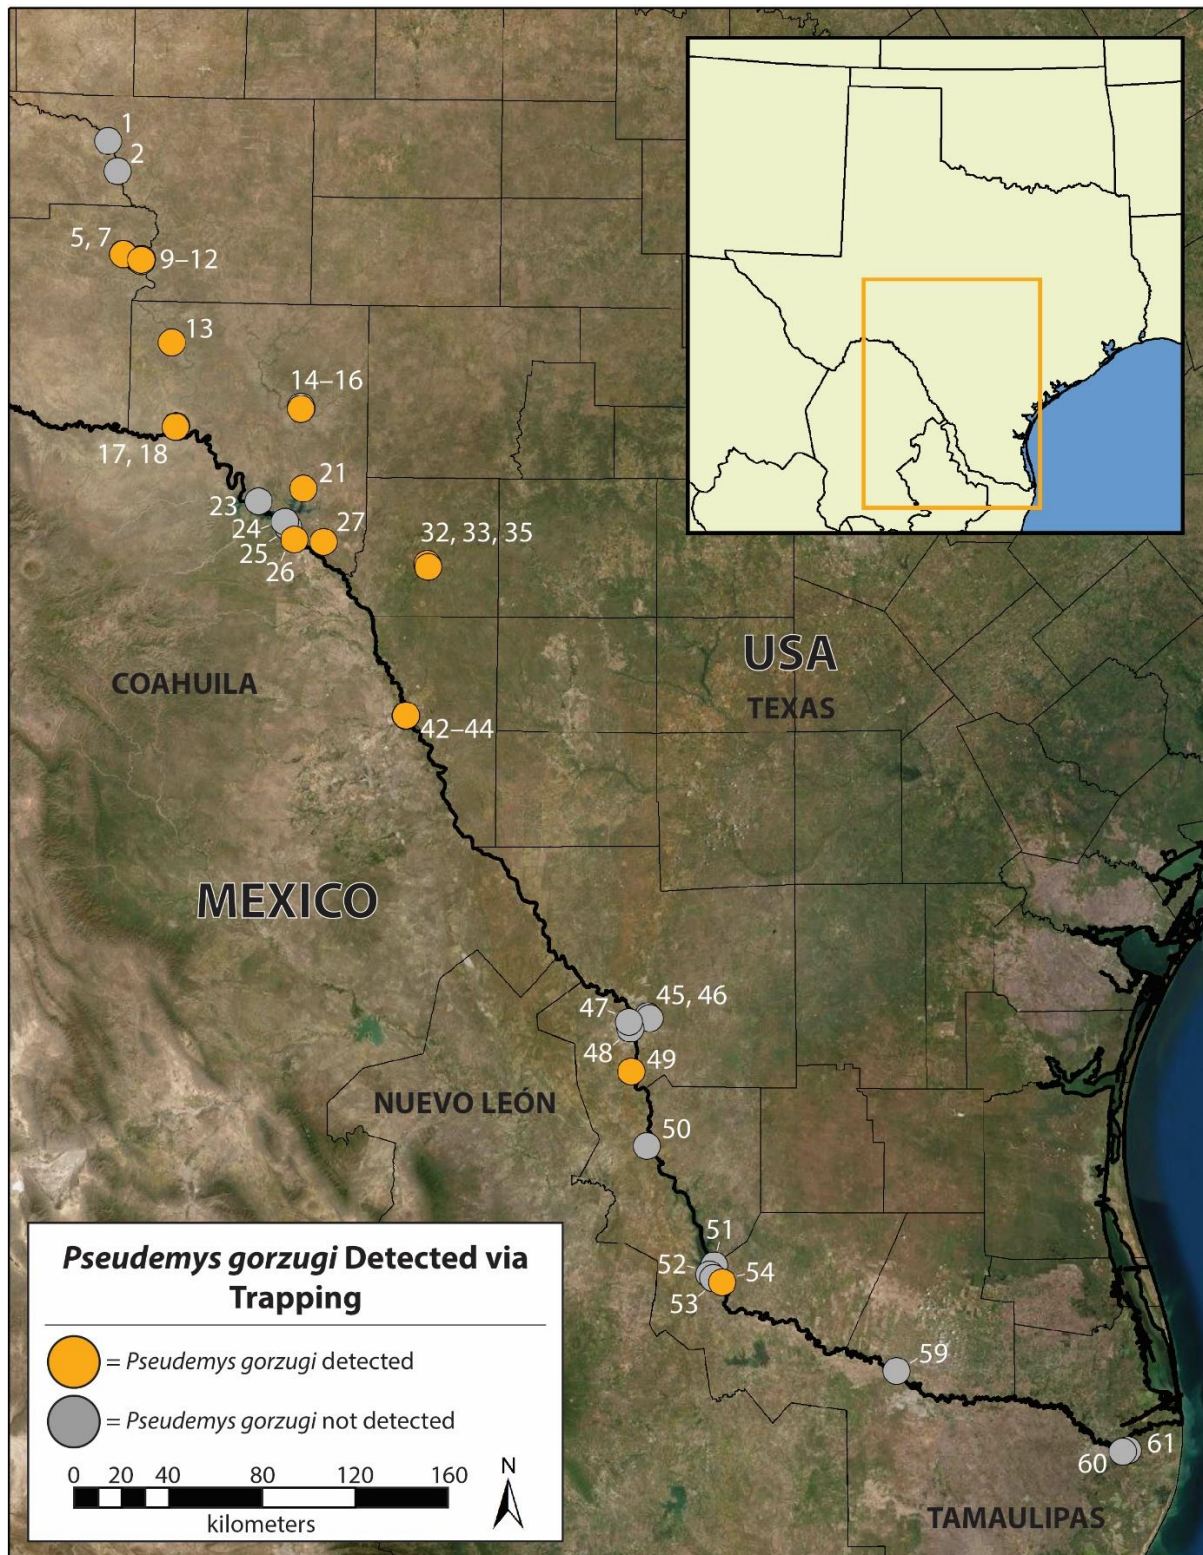 1
2
5, 7
9–12
13
14–16
17, 18
21
23
24
25
26
27
32, 33, 35
COAHUILA
USA
TEXAS
42–44
MEXICO
45, 46
47
48
49
NUEVO LEÓN
50
51
52
53
54
59
60
61
TAMAULIPAS
Pseudemys gorzugi Detected via
Trapping
= Pseudemys gorzugi detected
= Pseudemys gorzugi not detected
0 20 40 80 120 160
kilometers
N